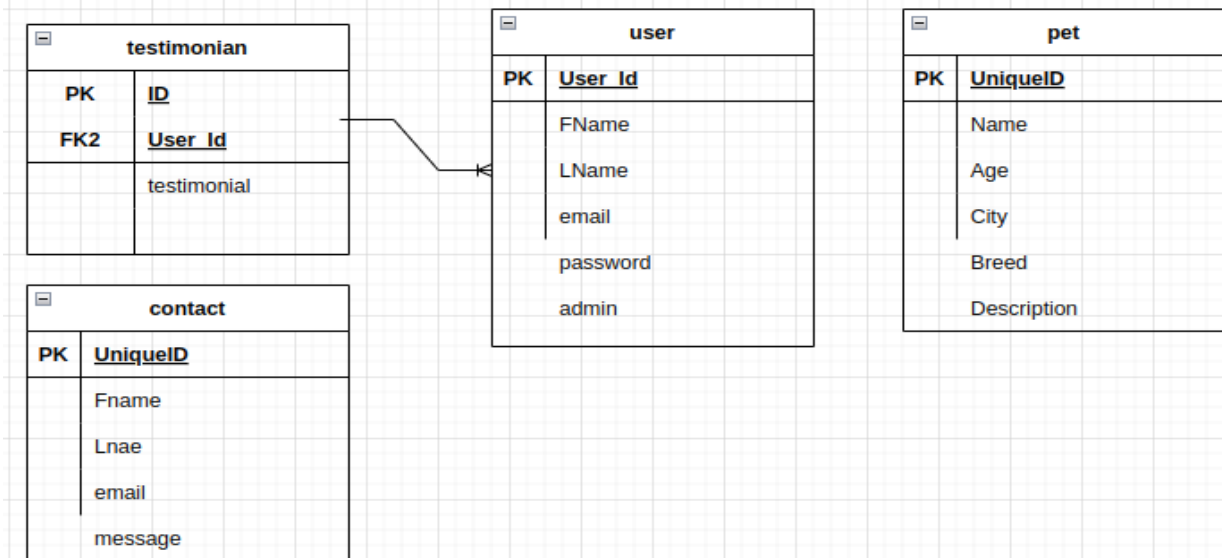 testimonian
PK ID
FK2 User_Id
testimonial
user
PK User_Id
FName
LName
email
password
admin
pet
PK UniqueID
Name
Age
City
Breed
Description
contact
PK UniqueID
Fname
Lnae
email
message